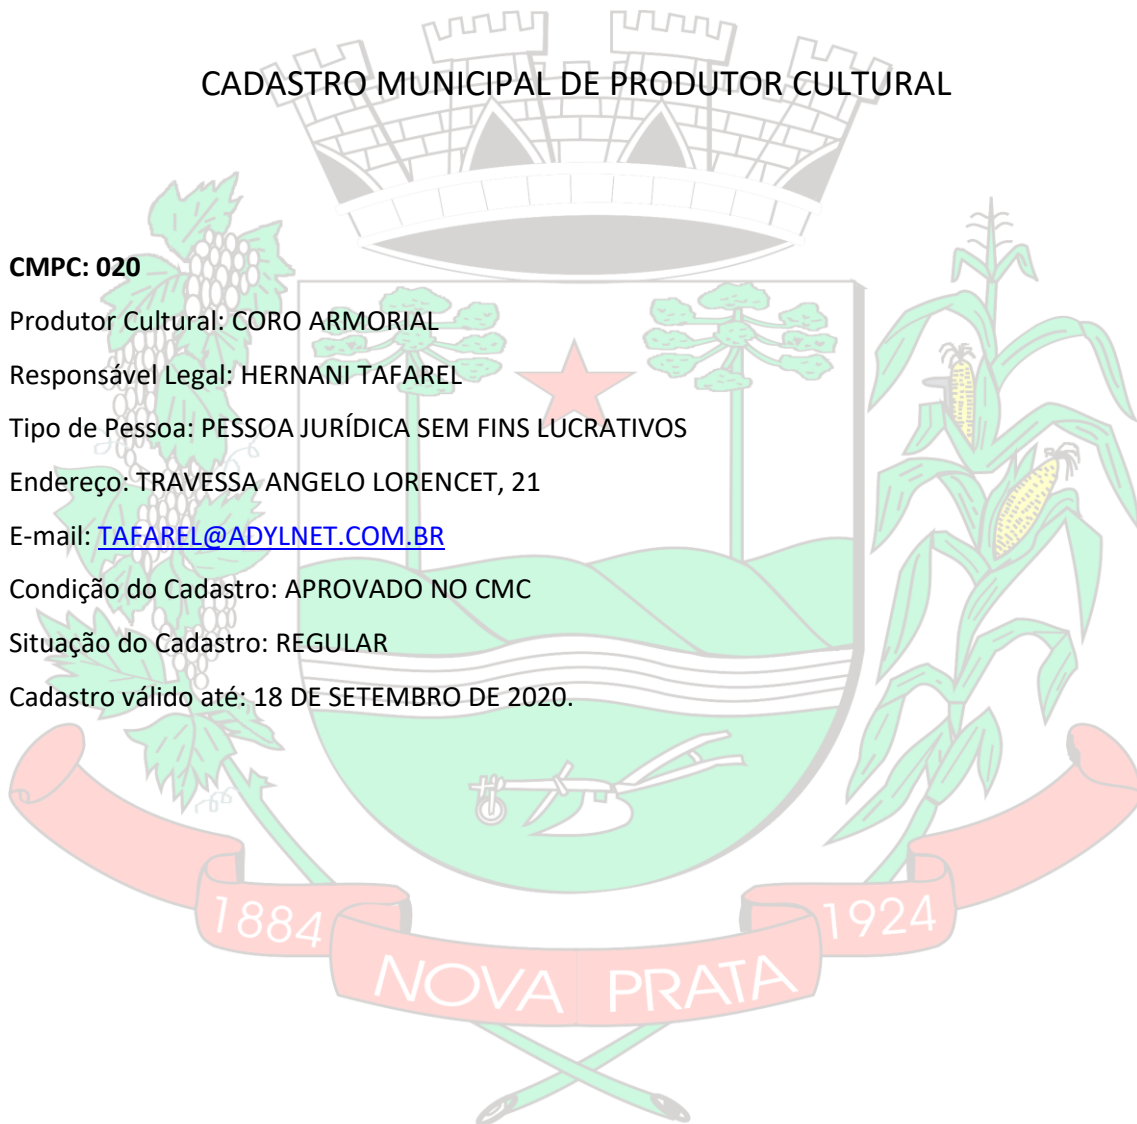 CADASTRO MUNICIPAL DE PRODUTOR CULTURAL
CMPC: 020
Produtor Cultural: CORO ARMORIAL
Responsável Legal: HERNANI TAFAREL
Tipo de Pessoa: PESSOA JURÍDICA SEM FINS LUCRATIVOS
Endereço: TRAVESSA ANGELO LORENCET, 21
E-mail: TAFAREL@ADYLNET.COM.BR
Condição do Cadastro: APROVADO NO CMC
Situação do Cadastro: REGULAR
Cadastro válido até: 18 DE SETEMBRO DE 2020.
1884
1924
NOVA PRATA